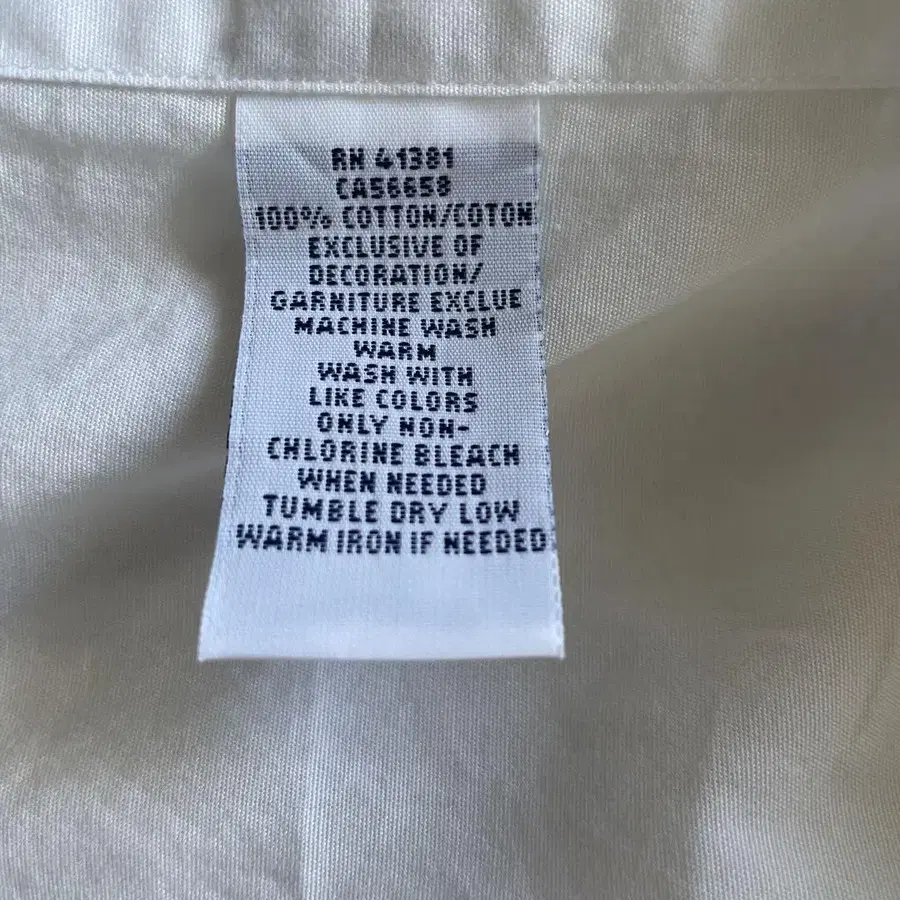 RN 41381
CA56658
100% COTTON/COTON
EXCLUSIVE OF
DECORATION/
GARNITURE EXCLUE
MACHINE WASH
WARM
WASH WITH
LIKE COLORS
ONLY NON-
CHLORINE BLEACH
WHEN NEEDED
TUMBLE DRY LOW
WARM IRON IF NEEDED